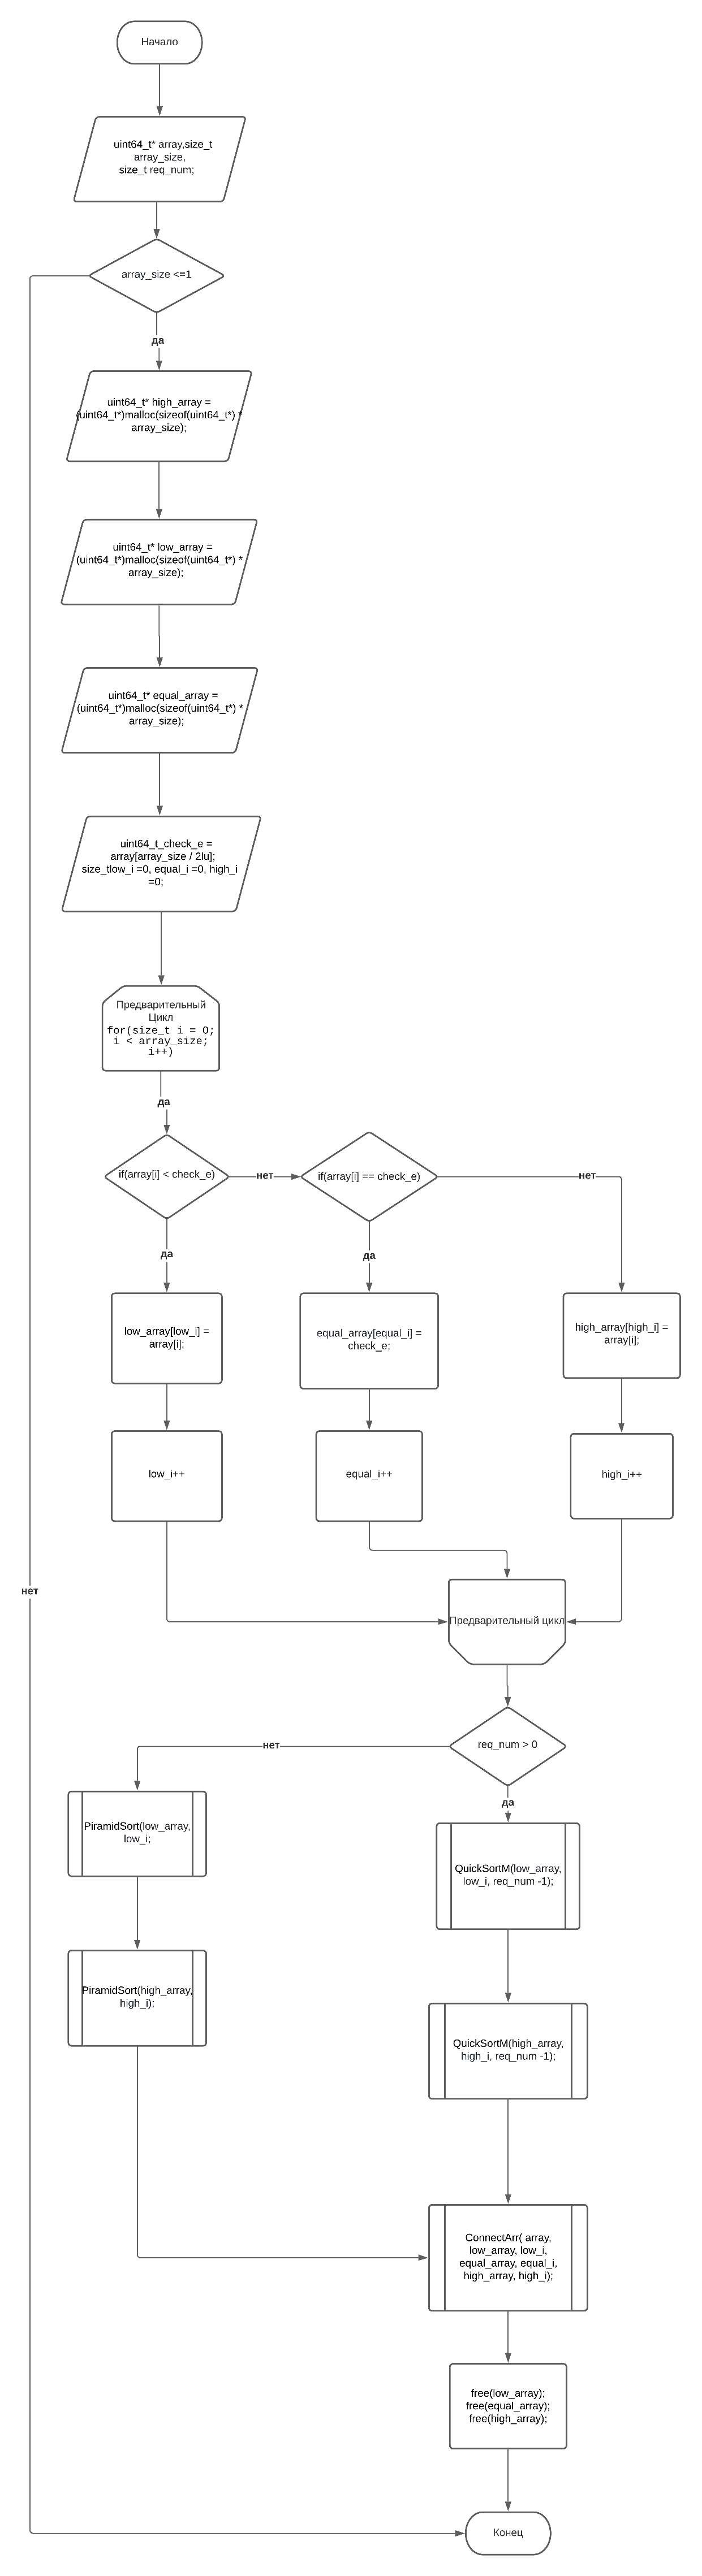 Начало
uint64_t* array,size_t
array_size,
size_t req_num;
array_size <=1
да
uint64_t* high_array =
(uint64_t*)malloc(sizeof(uint64_t*) *
array_size);
uint64_t* low_array =
(uint64_t*)malloc(sizeof(uint64_t*) *
array_size);
uint64_t* equal_array =
(uint64_t*)malloc(sizeof(uint64_t*) *
array_size);
uint64_t_check_e =
array[array_size / 2lu];
size_tlow_i =0, equal_i =0, high_i
=0;
Предварительный
Цикл
for(size_t i = 0;
i < array_size;
i++)
да
if(array[i] < check_e)
нет
if(array[i] == check_e)
нет
да
да
low_array[low_i] =
array[i];
equal_array[equal_i] =
check_e;
high_array[high_i] =
array[i];
low_i++
equal_i++
high_i++
нет
Предварительный цикл
req_num > 0
нет
да
PiramidSort(low_array,
low_i;
QuickSortM(low_array,
low_i, req_num -1);
PiramidSort(high_array,
high_i);
QuickSortM(high_array,
high_i, req_num -1);
ConnectArr( array,
low_array, low_i,
equal_array, equal_i,
high_array, high_i);
free(low_array);
free(equal_array);
free(high_array);
Конец